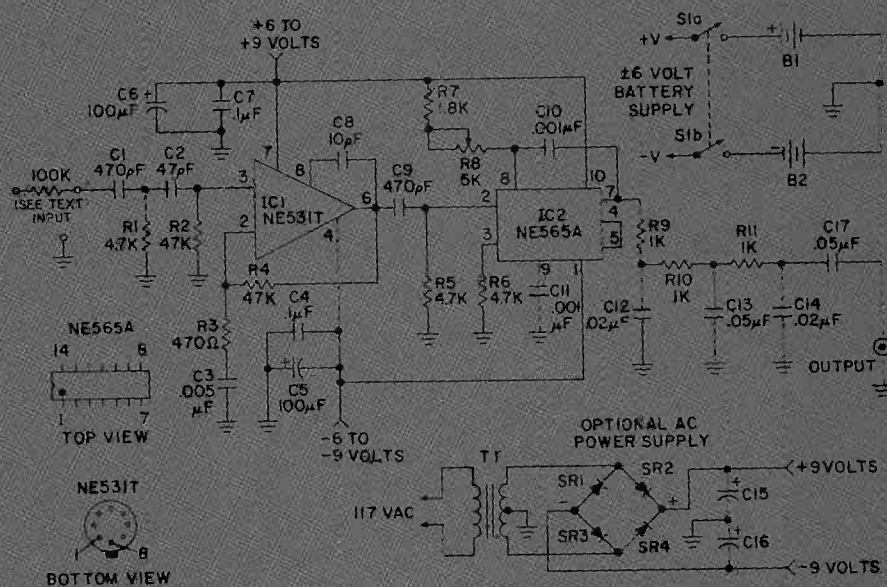 +6 TO
+9 VOLTS
C6 +
100µF
C7
.1µF
R7
1.8K
C10
.001µF
S1a
+V
+
B1
±6 VOLT
BATTERY
SUPPLY
S1b
-V
-
B2
C8
10pF
R8
5K
100K
(SEE TEXT)
INPUT
C1
470pF
C2
47pF
R1
4.7K
R2
47K
7
3
2
8
6
4
IC1
NE531T
C9
470pF
R4
47K
8
10
7
2
4
3
5
9
1
IC2
NE565A
R9
1K
R11
1K
C17
.05µF
R10
1K
R5
4.7K
R6
4.7K
C11
.001
µF
C12
.02µF
C13
.05µF
C14
.02µF
OUTPUT
C4
.1µF
R3
470Ω
C3
.005
µF
+
C5
100µF
-6 TO
-9 VOLTS
NE565A
14
8
1
7
TOP VIEW
NE531T
1
8
BOTTOM VIEW
OPTIONAL AC
POWER SUPPLY
T1
117 VAC
SR1
SR2
-
+
SR3
SR4
+9 VOLTS
+
C15
+
C16
-9 VOLTS